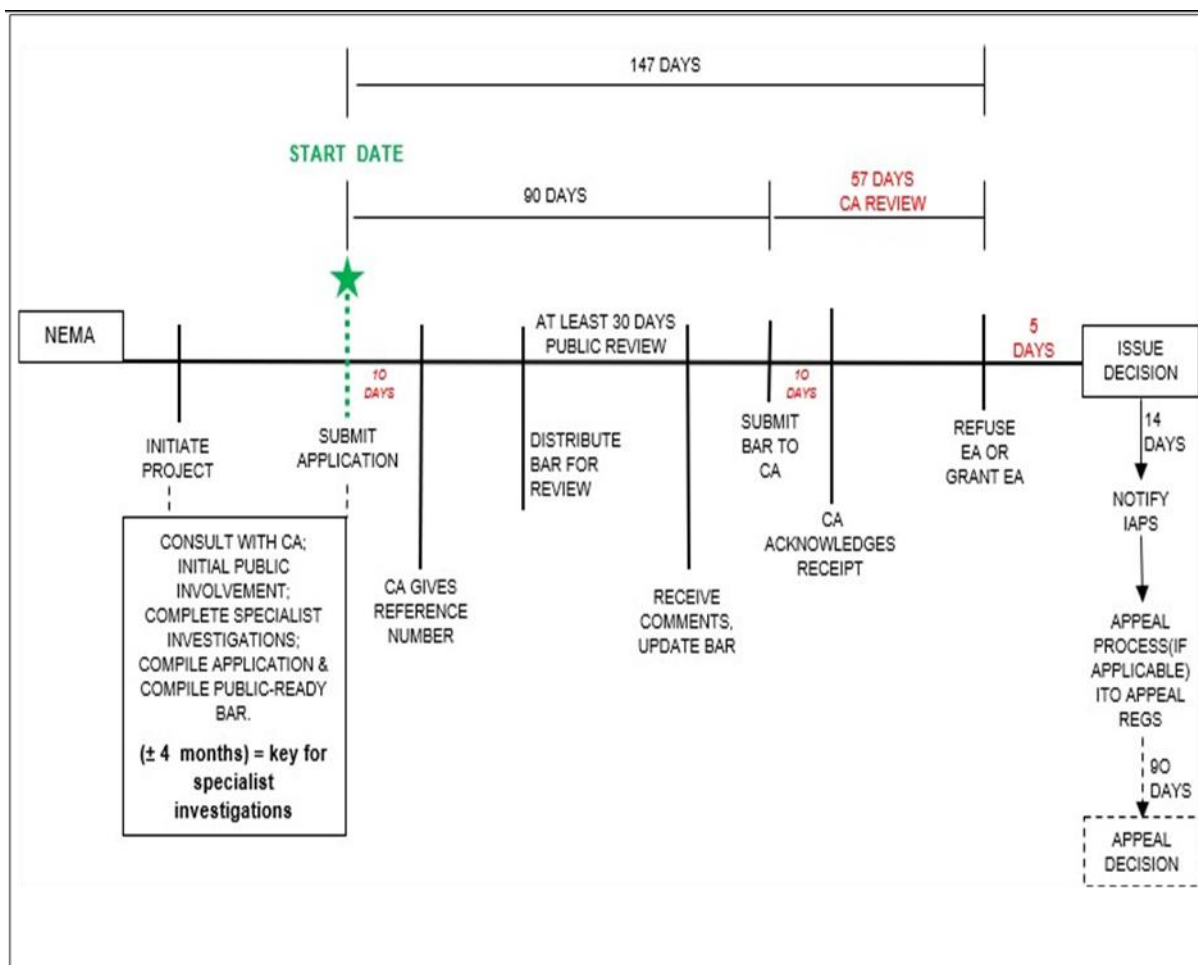 147 DAYS
START DATE
90 DAYS
57 DAYS
CA REVIEW
NEMA
AT LEAST 30 DAYS
PUBLIC REVIEW
5
DAYS
ISSUE
DECISION
10
DAYS
10
DAYS
INITIATE
PROJECT
SUBMIT
APPLICATION
DISTRIBUTE
BAR FOR
REVIEW
SUBMIT
BAR TO
CA
REFUSE
EA OR
GRANT EA
14
DAYS
NOTIFY
IAPS
CONSULT WITH CA;
INITIAL PUBLIC
INVOLVEMENT;
COMPLETE SPECIALIST
INVESTIGATIONS;
COMPILE APPLICATION &
COMPILE PUBLIC-READY
BAR.
(± 4 months) = key for
specialist
investigations
CA GIVES
REFERENCE
NUMBER
RECEIVE
COMMENTS,
UPDATE BAR
CA
ACKNOWLEDGES
RECEIPT
APPEAL
PROCESS(IF
APPLICABLE)
ITO APPEAL
REGS
90
DAYS
APPEAL
DECISION